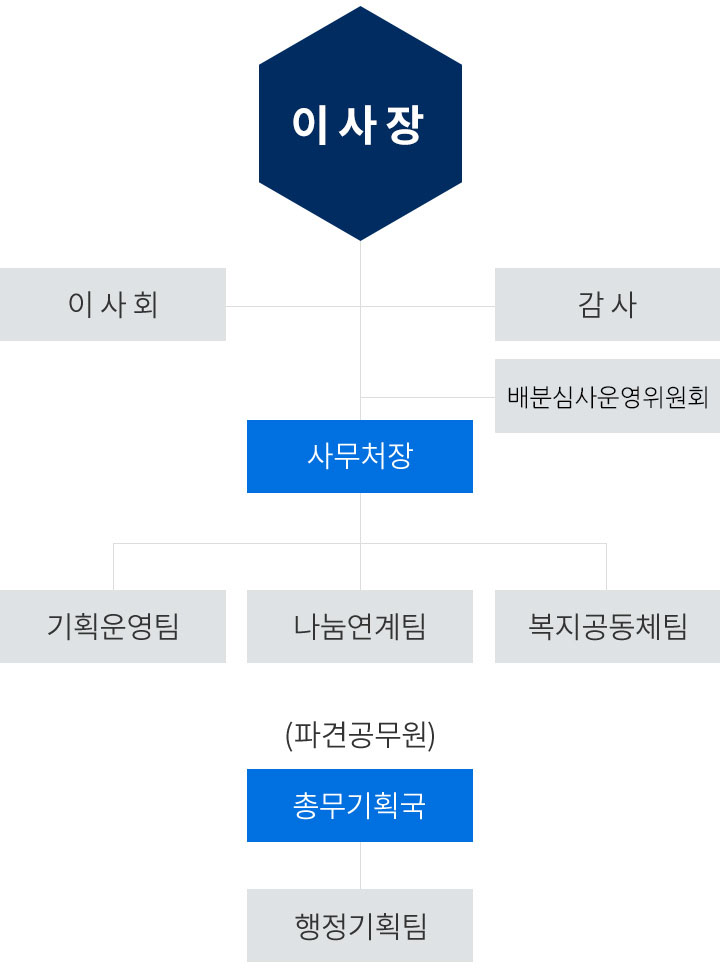 이사장
이사회
감사
배분심사운영위원회
사무처장
기획운영팀
나눔연계팀
복지공동체팀
(파견공무원)
총무기획국
행정기획팀